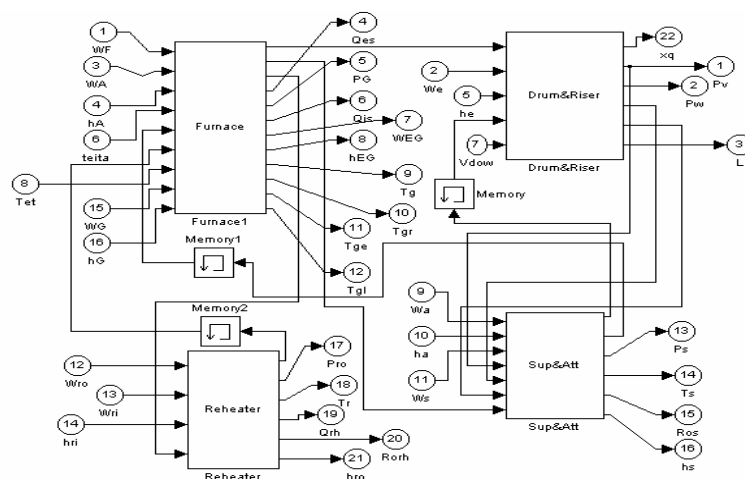 1
WF
3
WA
4
hA
6
teita
8
Tet
15
WG
16
hG
Furnace
Furnace1
4
Qes
5
PG
6
Qis
7
WEG
8
hEG
9
Tg
10
Tgr
11
Tge
12
Tgl
Memory1
Memory2
2
We
5
he
7
Vdow
Memory
Drum&Riser
Drum&Riser
22
xq
1
Pv
2
Pw
3
L
12
Wro
13
Wri
14
hri
Reheater
Reheater
17
Pro
18
Tr
19
Qrh
20
Rorh
21
hro
9
Wa
10
ha
11
Ws
Sup&Att
Sup&Att
13
Ps
14
Ts
15
Ros
16
hs